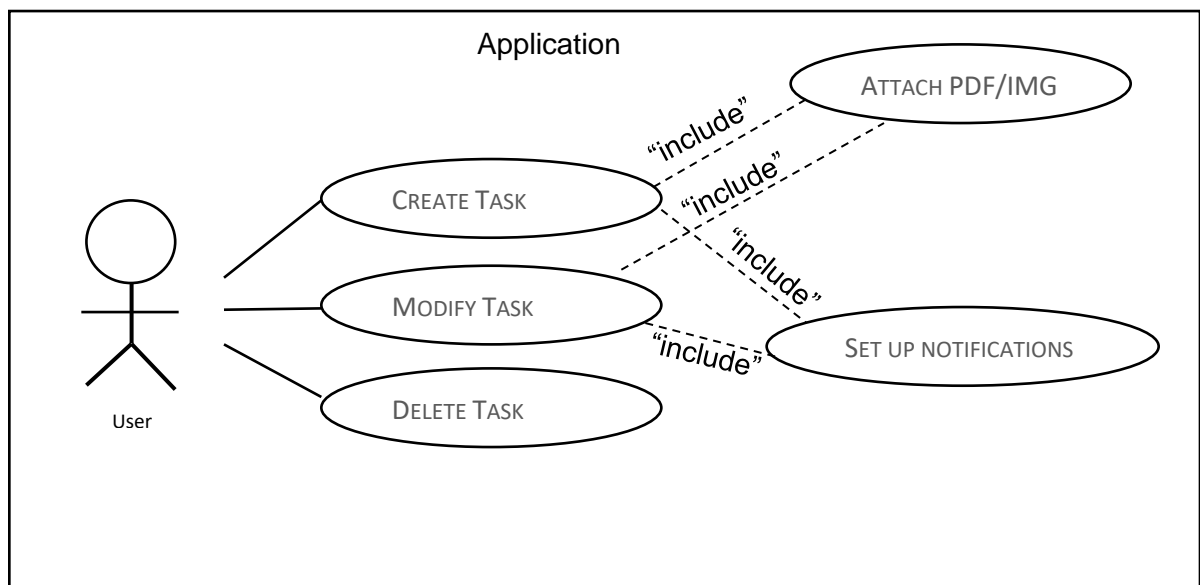 Application
ATTACH PDF/IMG
“include”
CREATE TASK
“include”
“include”
MODIFY TASK
“include”
SET UP NOTIFICATIONS
DELETE TASK
User